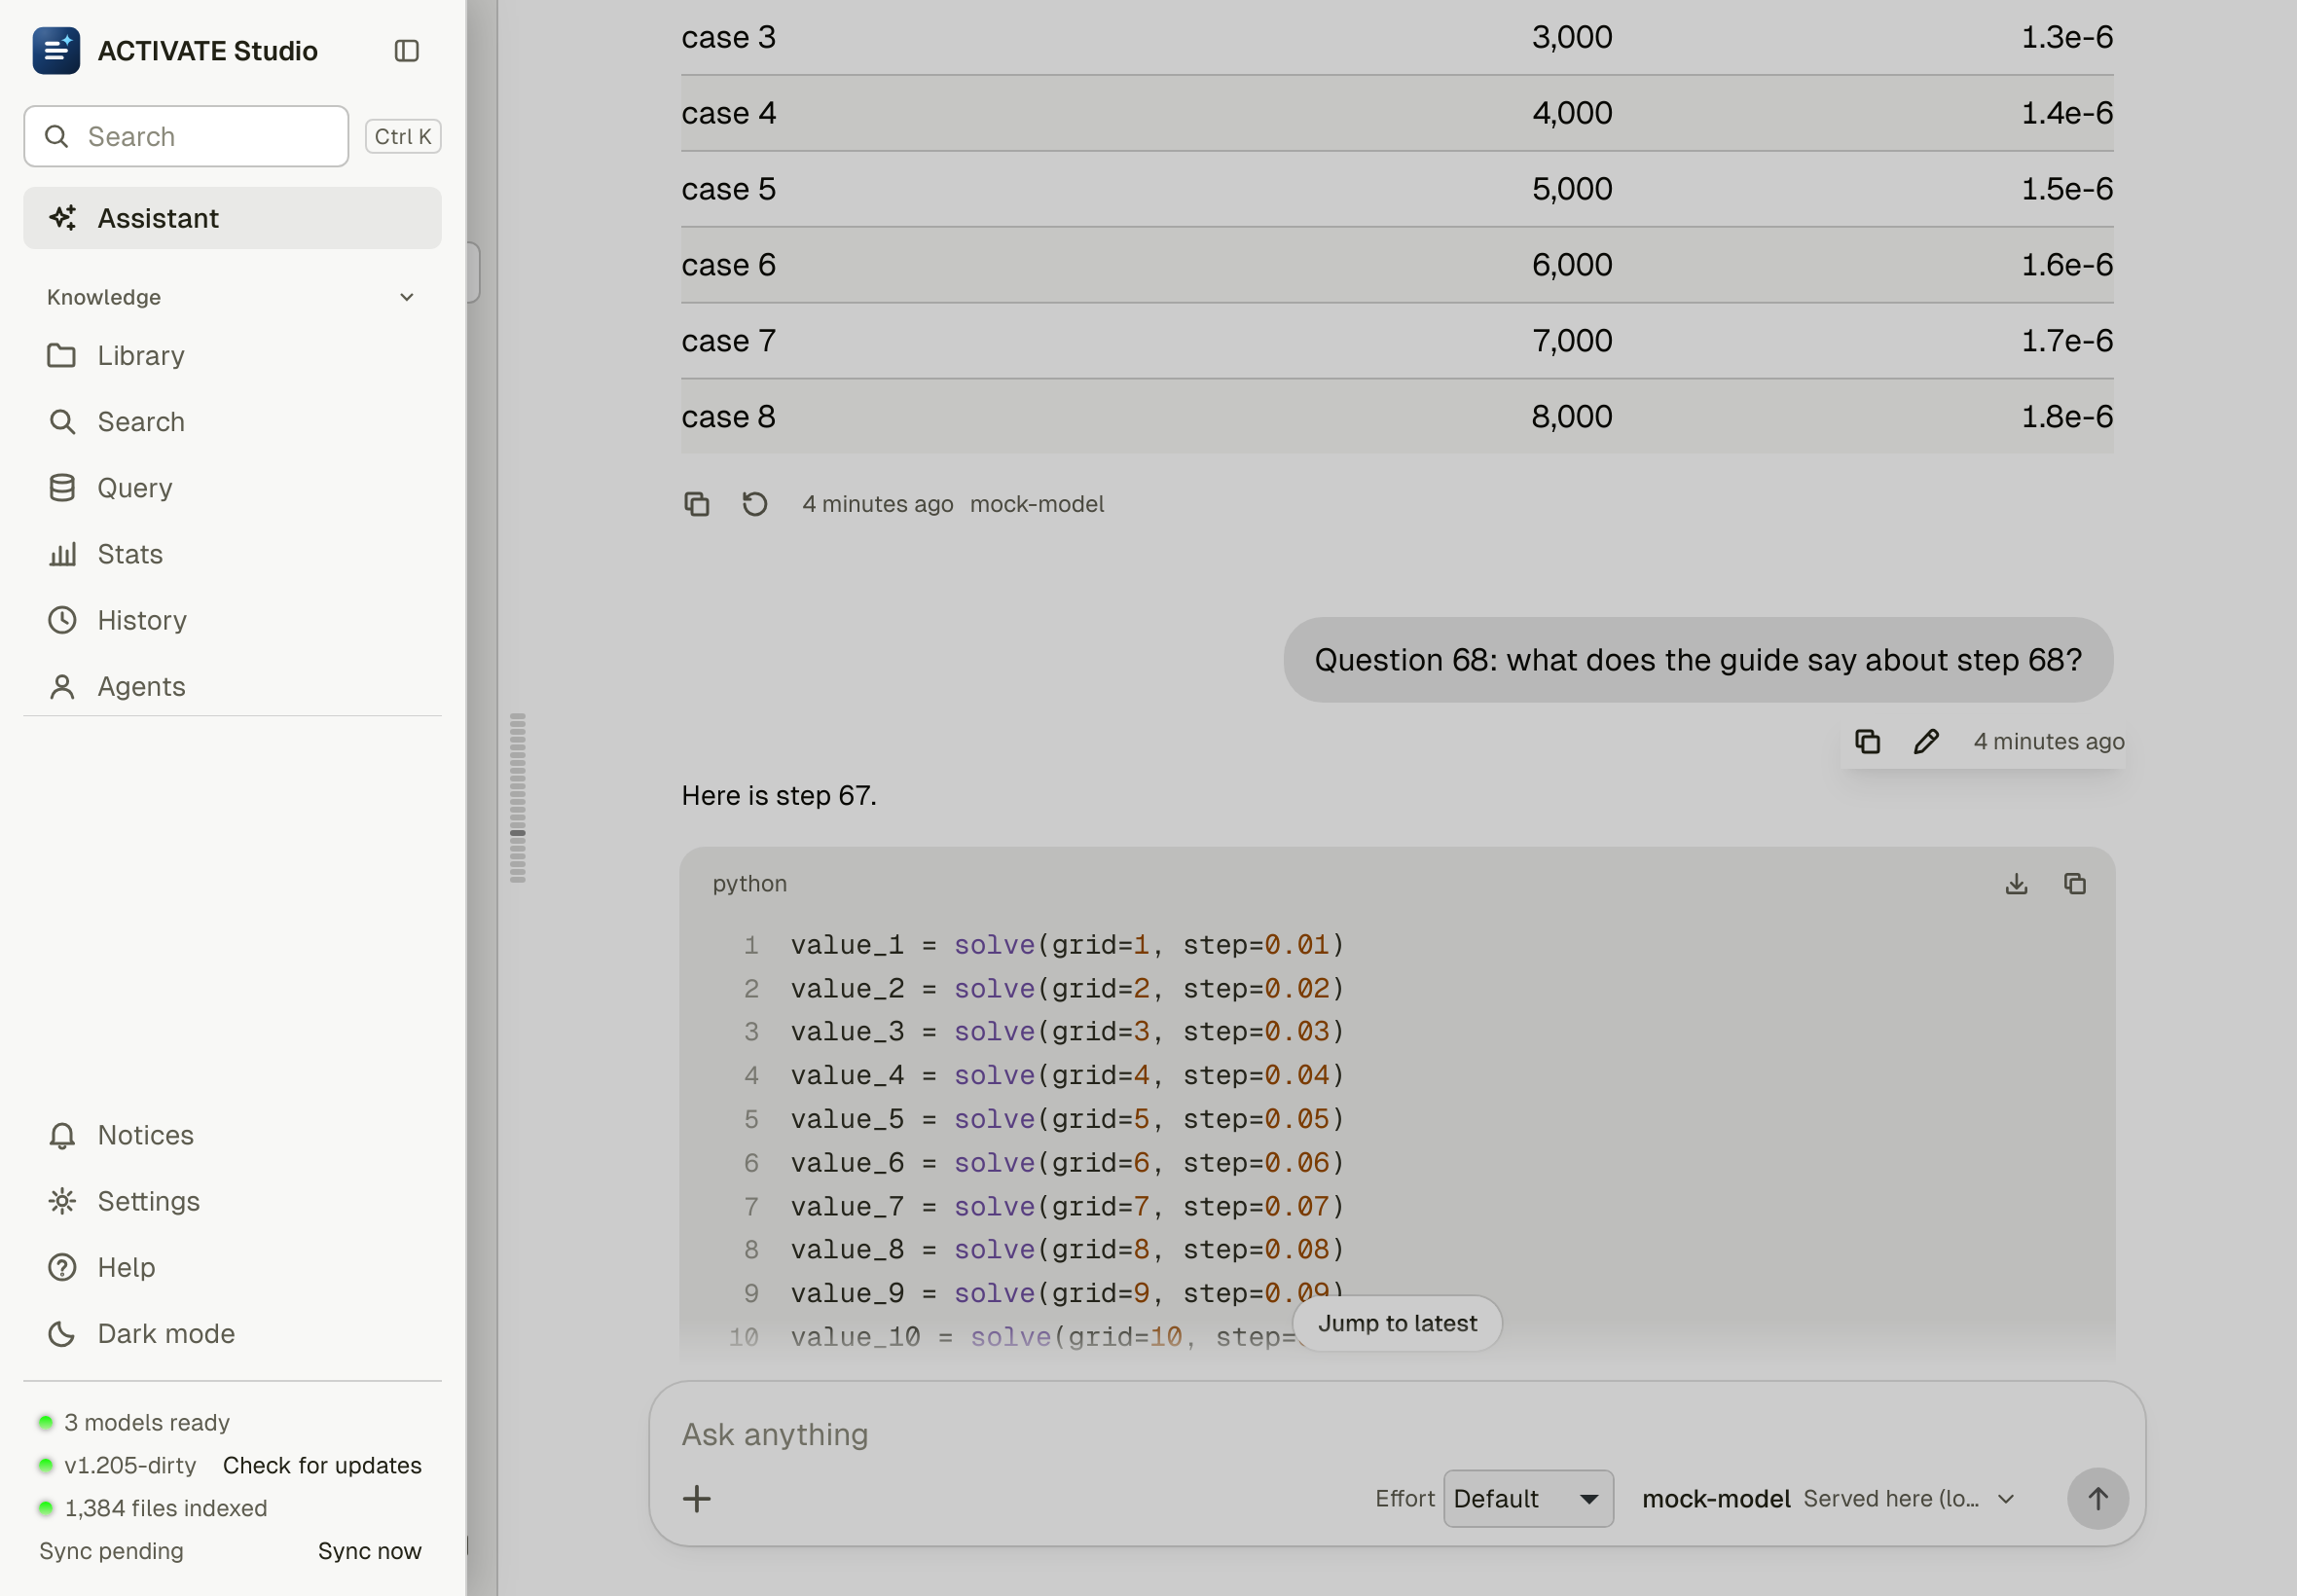 ACTIVATE Studio
Search
Ctrl K
Assistant
Knowledge
Library
Search
Query
Stats
History
Agents
Notices
Settings
Help
Dark mode
3 models ready
v1.205-dirty Check for updates
1,384 files indexed
Sync pending Sync now
case 3 3,000 1.3e-6
case 4 4,000 1.4e-6
case 5 5,000 1.5e-6
case 6 6,000 1.6e-6
case 7 7,000 1.7e-6
case 8 8,000 1.8e-6
4 minutes ago mock-model
Question 68: what does the guide say about step 68?
4 minutes ago
Here is step 67.
python
1 value_1 = solve(grid=1, step=0.01)
2 value_2 = solve(grid=2, step=0.02)
3 value_3 = solve(grid=3, step=0.03)
4 value_4 = solve(grid=4, step=0.04)
5 value_5 = solve(grid=5, step=0.05)
6 value_6 = solve(grid=6, step=0.06)
7 value_7 = solve(grid=7, step=0.07)
8 value_8 = solve(grid=8, step=0.08)
9 value_9 = solve(grid=9, step=0.09)
10 value_10 = solve(grid=10, step=
Jump to latest
Ask anything
Effort Default mock-model Served here (lo…